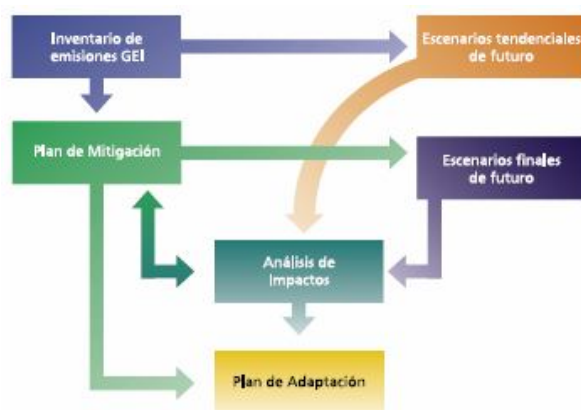 Inventario de
emisiones GEI
Escenarios tendenciales
de futuro
Plan de Mitigación
Escenarios finales
de futuro
Análisis de
Impactos
Plan de Adaptación